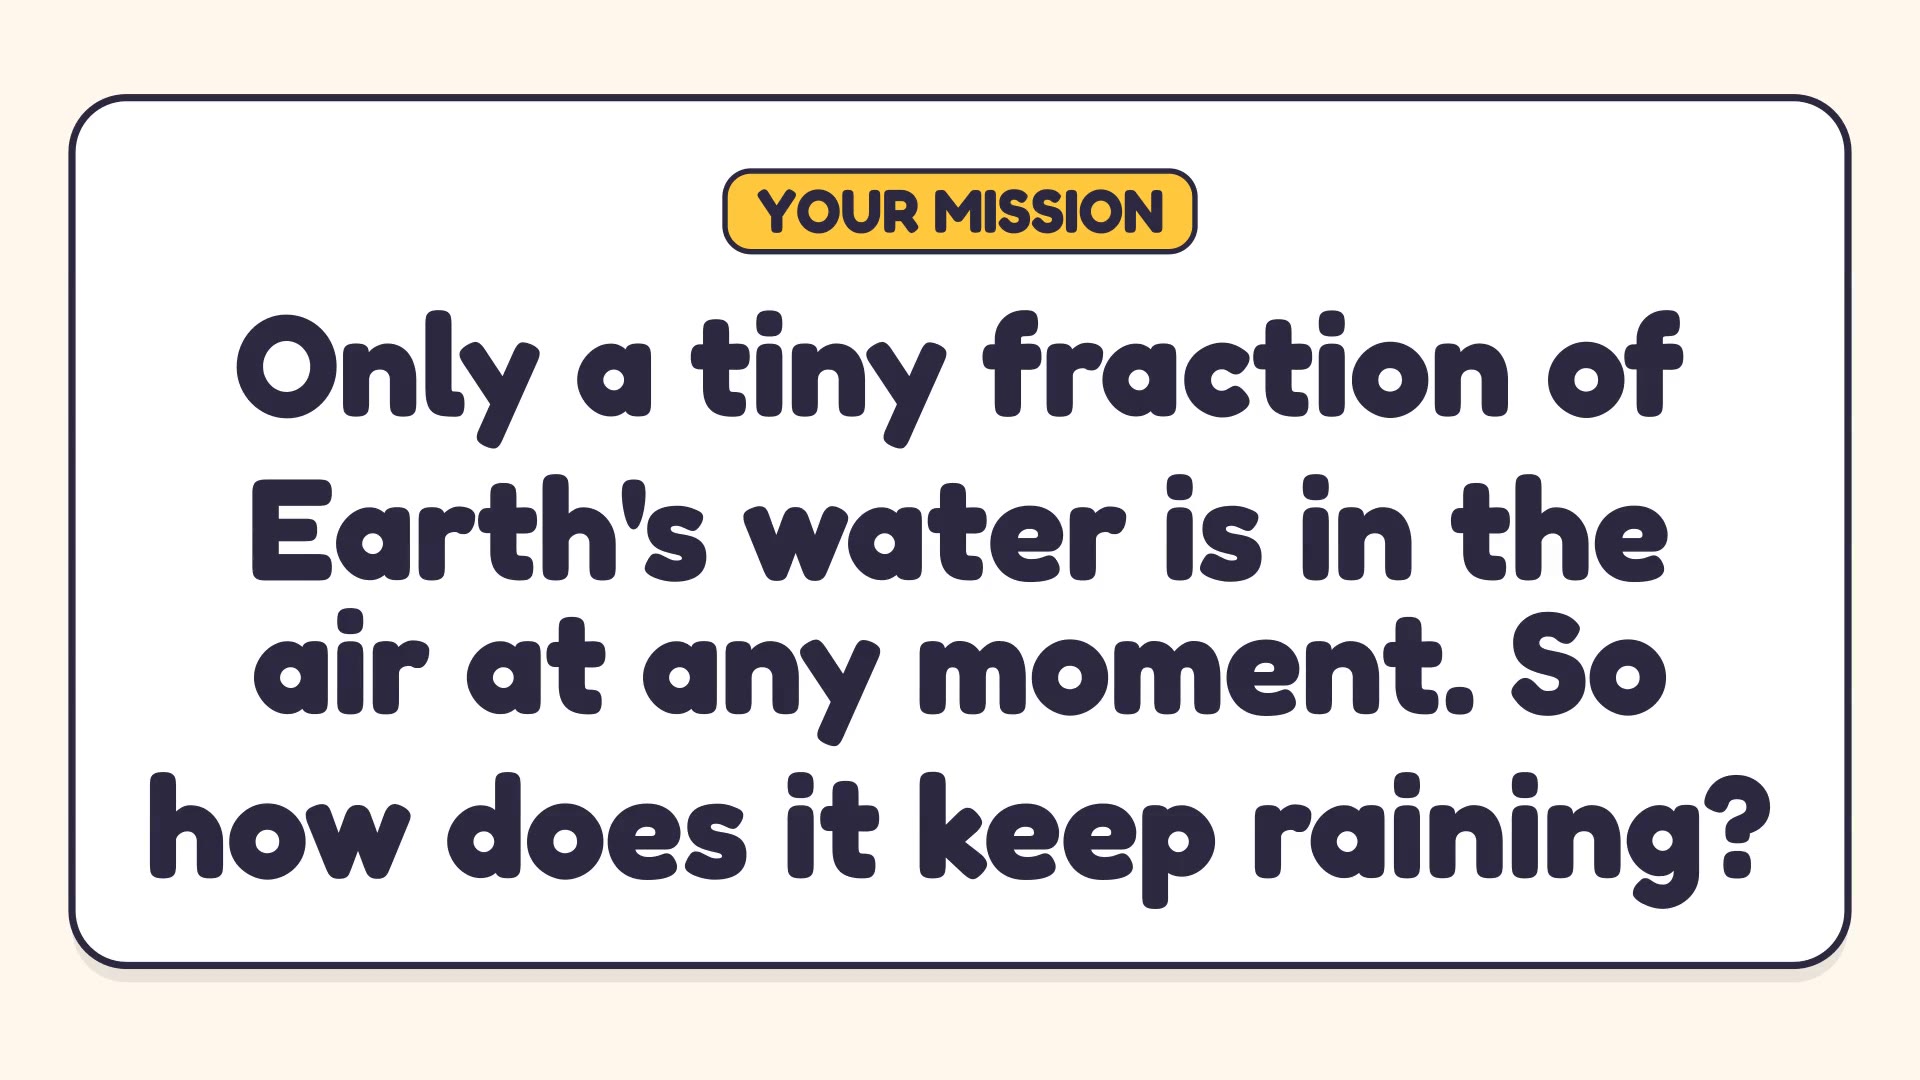 YOUR MISSION
Only a tiny fraction of
Earth's water is in the
air at any moment. So
how does it keep raining?